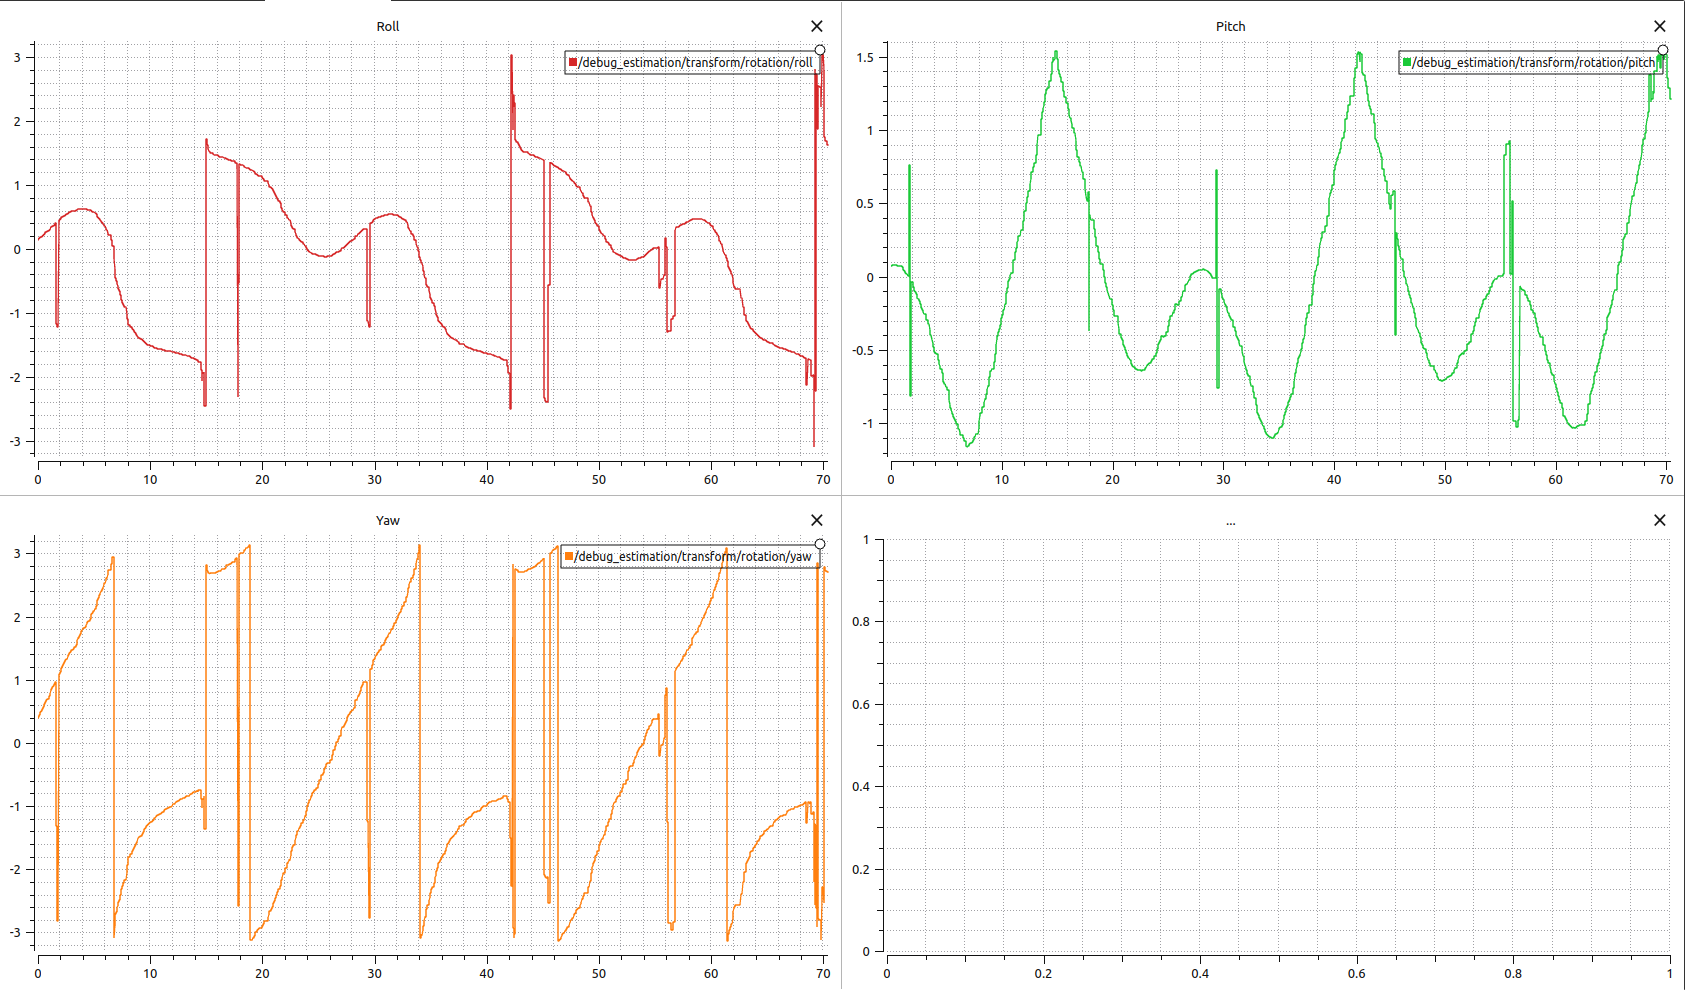 Roll
/debug_estimation/transform/rotation/roll
3
2
1
0
-1
-2
-3
0 10 20 30 40 50 60 70
Pitch
/debug_estimation/transform/rotation/pitch
1.5
1
0.5
0
-0.5
-1
0 10 20 30 40 50 60 70
Yaw
/debug_estimation/transform/rotation/yaw
3
2
1
0
-1
-2
-3
0 10 20 30 40 50 60 70
...
1
0.8
0.6
0.4
0.2
0
0 0.2 0.4 0.6 0.8 1